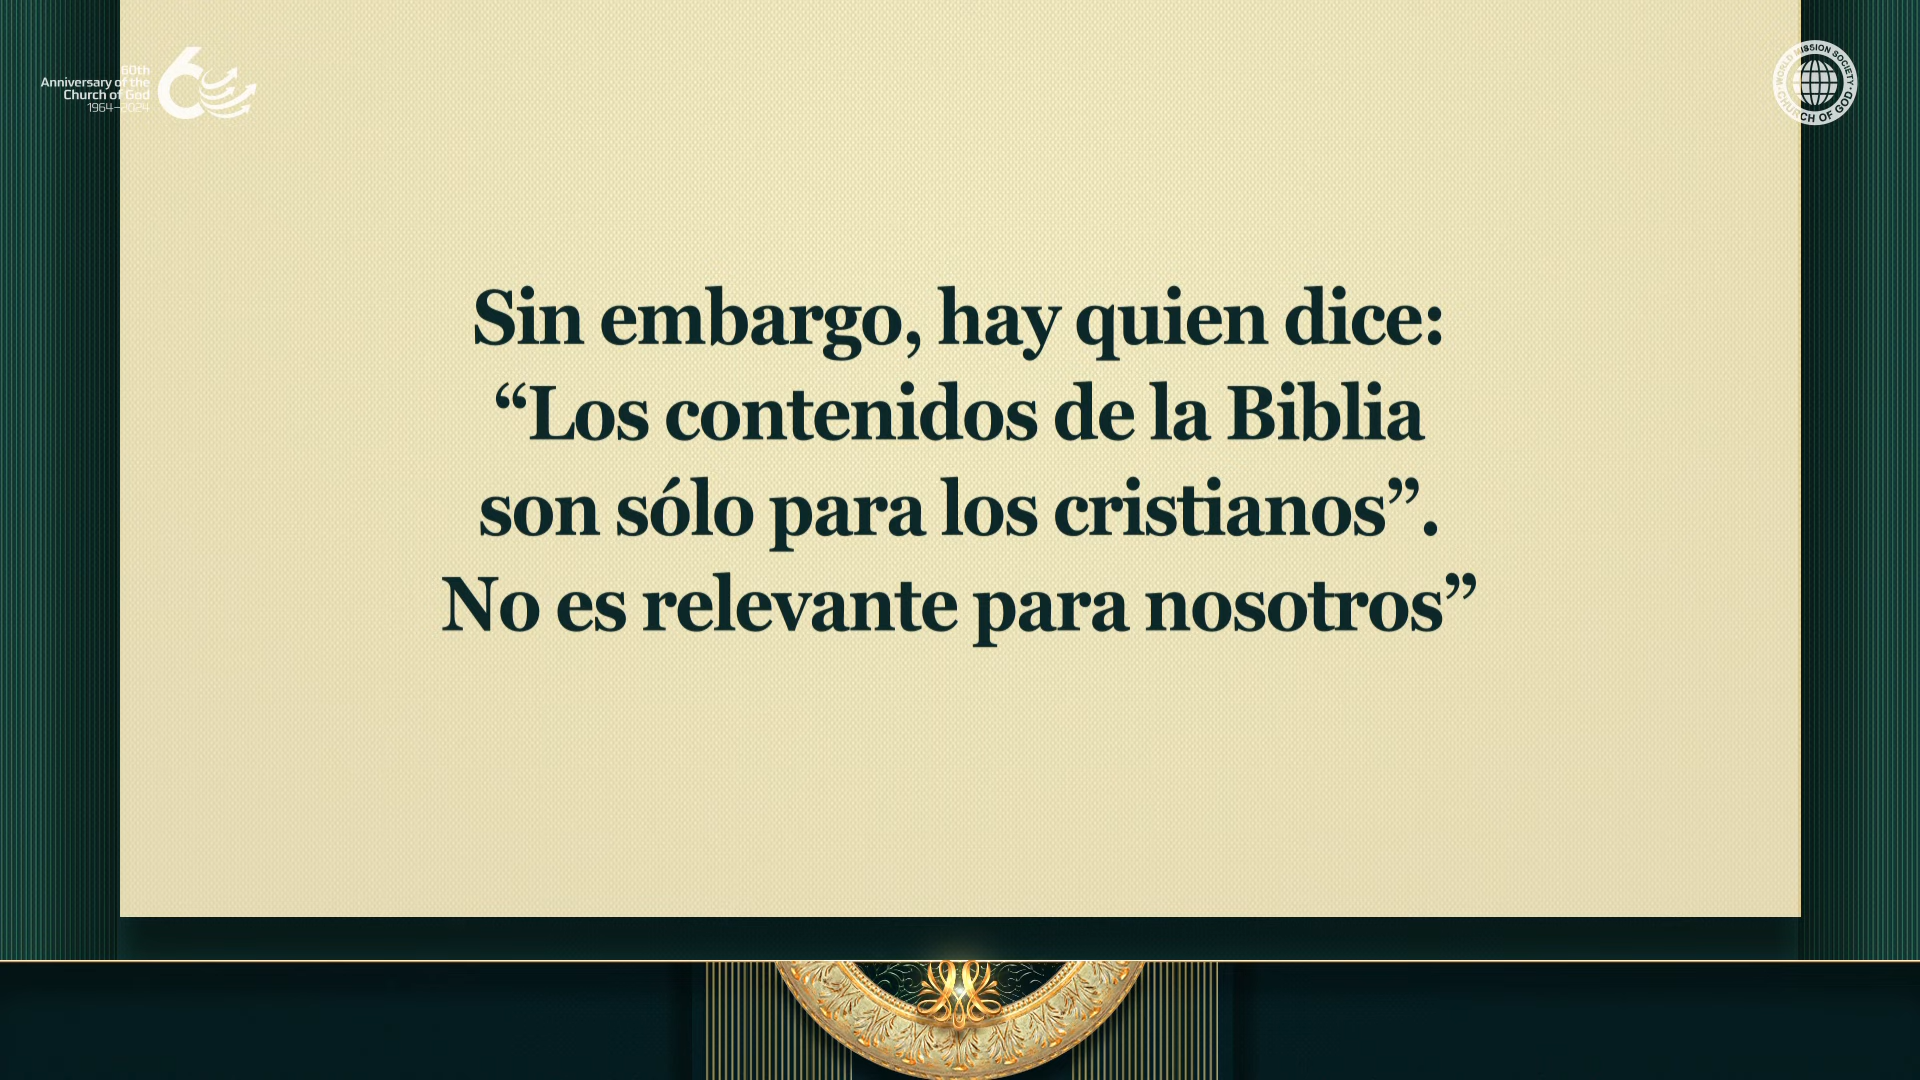 60th
Anniversary of the
Church of God
1964–2024
60
WORLD MISSION SOCIETY
CHURCH OF GOD
Sin embargo, hay quien dice:
“Los contenidos de la Biblia
son sólo para los cristianos”.
No es relevante para nosotros”